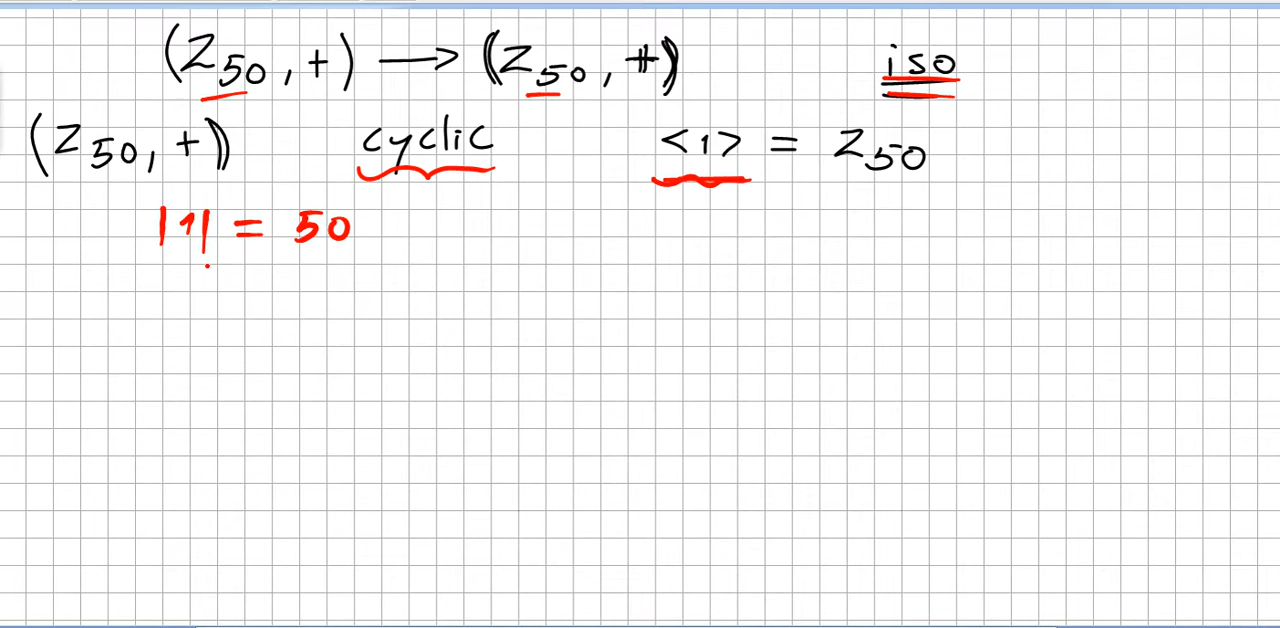 (Z50, +) → (Z50, +) iso
(Z50, +) cyclic <1> = Z50
|1| = 50